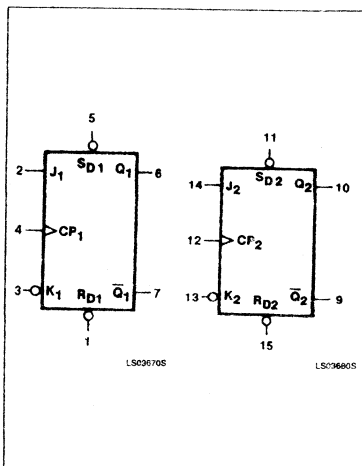 5
2 J1 SD1 Q1 6
4 CP1
3 K1 RD1 Q̅1 7
1
LS03670S
11
14 J2 SD2 Q2 10
12 CP2
13 K2 RD2 Q̅2 9
15
LS03680S